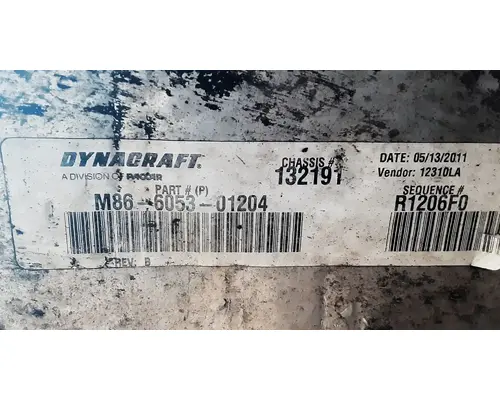 DYNACRAFT
A DIVISION OF PACCAR
CHASSIS #
132191
DATE: 05/13/2011
Vendor: 12310LA
PART # (P)
M86-6053-01204
SEQUENCE #
R1206F0
REV: B